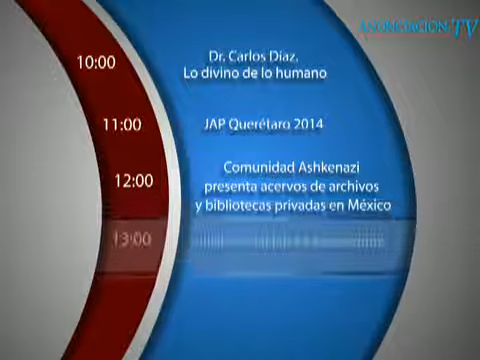 ANUNCIACION TV
10:00
Dr. Carlos Díaz.
Lo divino de lo humano
11:00
JAP Querétaro 2014
12:00
Comunidad Ashkenazi
presenta acervos de archivos
y bibliotecas privadas en México
13:00